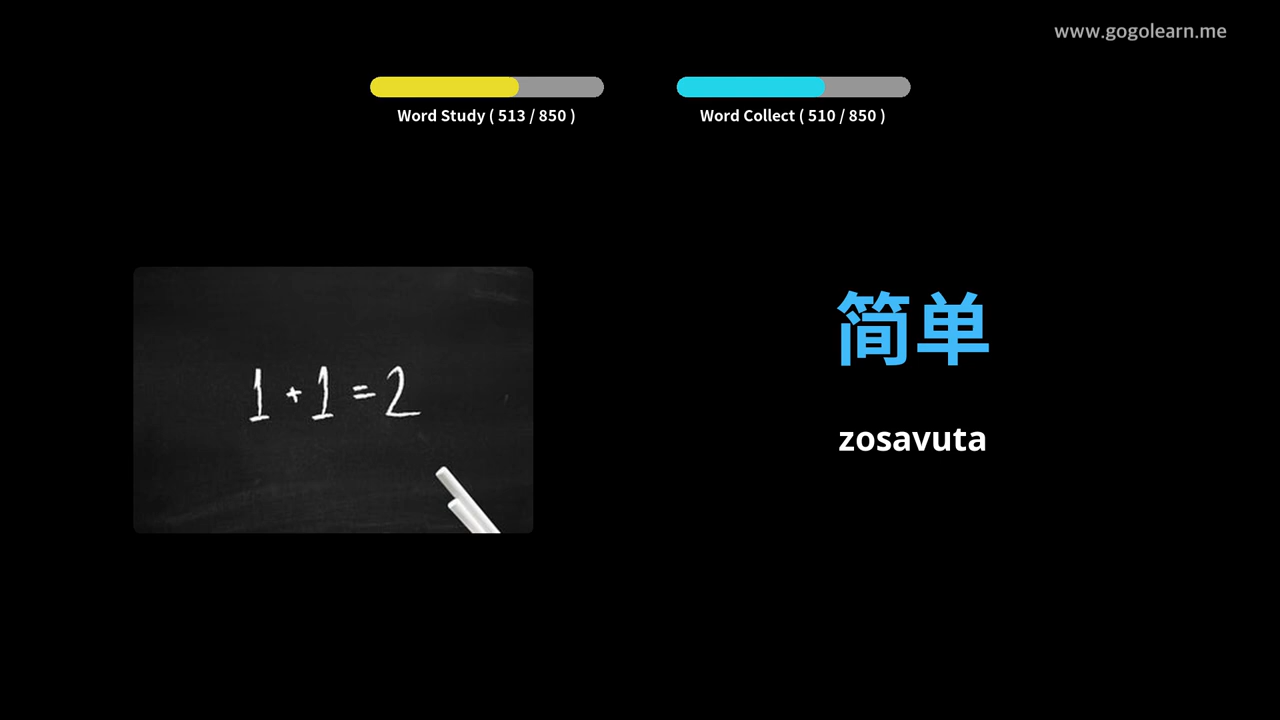 www.gogolearn.me
Word Study ( 513 / 850 )
Word Collect ( 510 / 850 )
1 + 1 = 2
简单
zosavuta